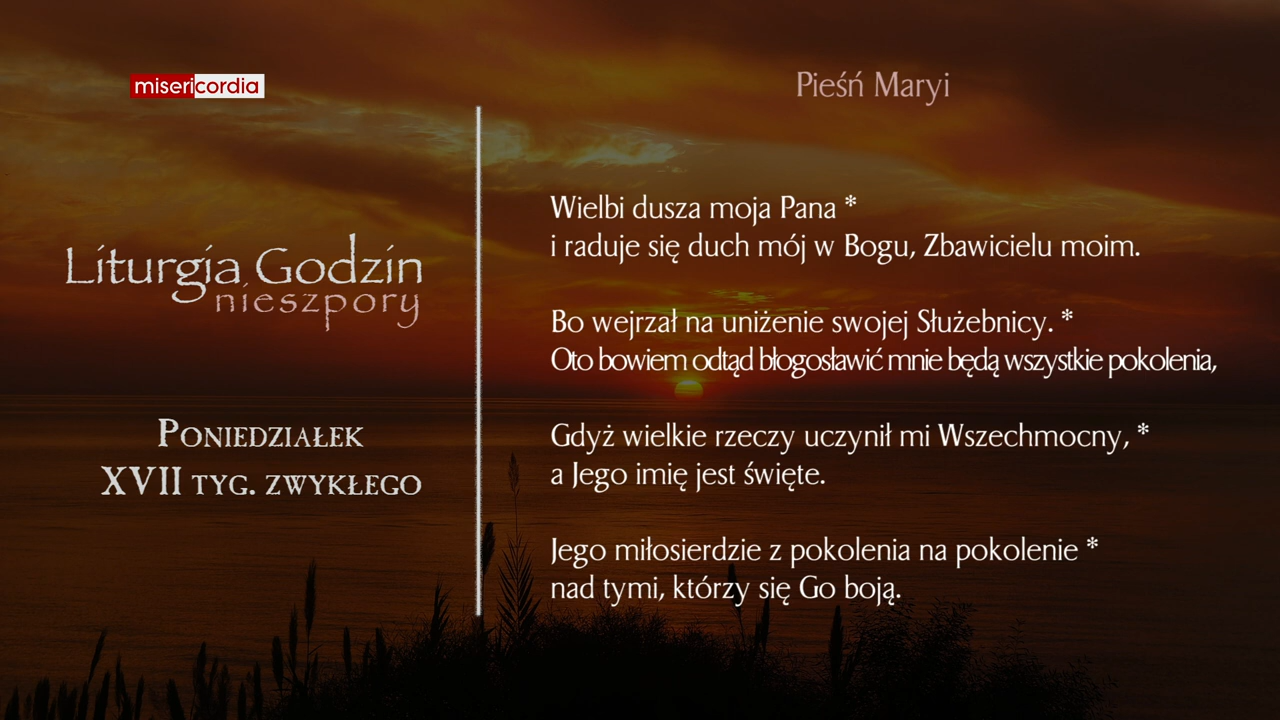 misericordia
Liturgia Godzin
nieszpory
Poniedziałek
XVII tyg. zwykłego
Pieśń Maryi
Wielbi dusza moja Pana *
i raduje się duch mój w Bogu, Zbawicielu moim.
Bo wejrzał na uniżenie swojej Służebnicy. *
Oto bowiem odtąd błogosławić mnie będą wszystkie pokolenia,
Gdyż wielkie rzeczy uczynił mi Wszechmocny, *
a Jego imię jest święte.
Jego miłosierdzie z pokolenia na pokolenie *
nad tymi, którzy się Go boją.